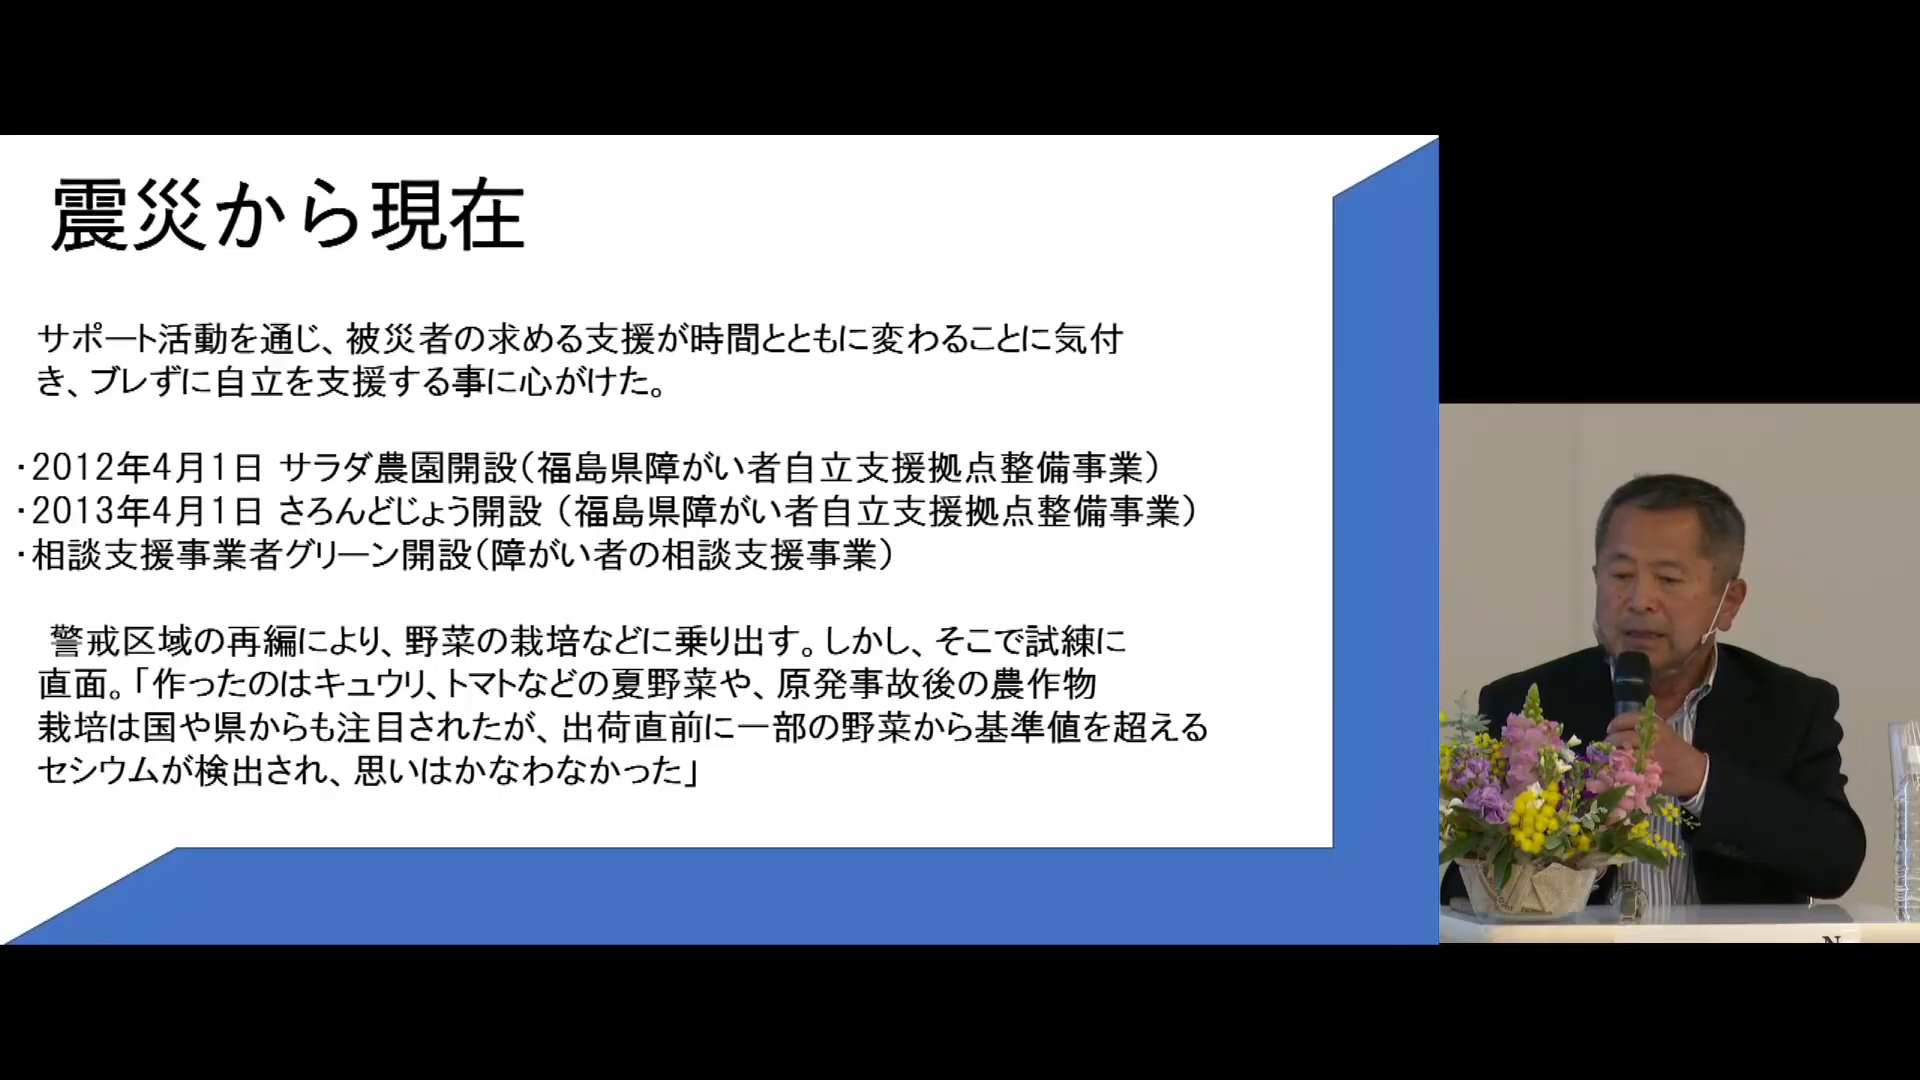 震災から現在
サポート活動を通じ、被災者の求める支援が時間とともに変わることに気付
き、ブレずに自立を支援する事に心がけた。
・2012年4月1日 サラダ農園開設（福島県障がい者自立支援拠点整備事業）
・2013年4月1日 さろんどじょう開設 （福島県障がい者自立支援拠点整備事業）
・相談支援事業者グリーン開設（障がい者の相談支援事業）
警戒区域の再編により、野菜の栽培などに乗り出す。しかし、そこで試練に
直面。「作ったのはキュウリ、トマトなどの夏野菜や、原発事故後の農作物
栽培は国や県からも注目されたが、出荷直前に一部の野菜から基準値を超える
セシウムが検出され、思いはかなわなかった」